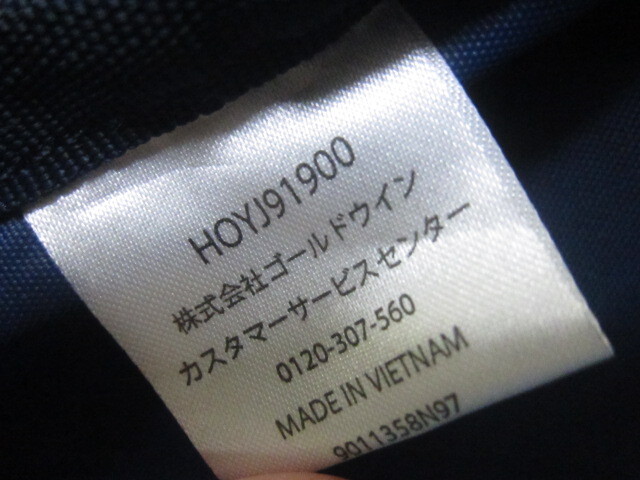 HOYJ91900
株式会社ゴールドウイン
カスタマーサービスセンター
0120-307-560
MADE IN VIETNAM
9011358N97